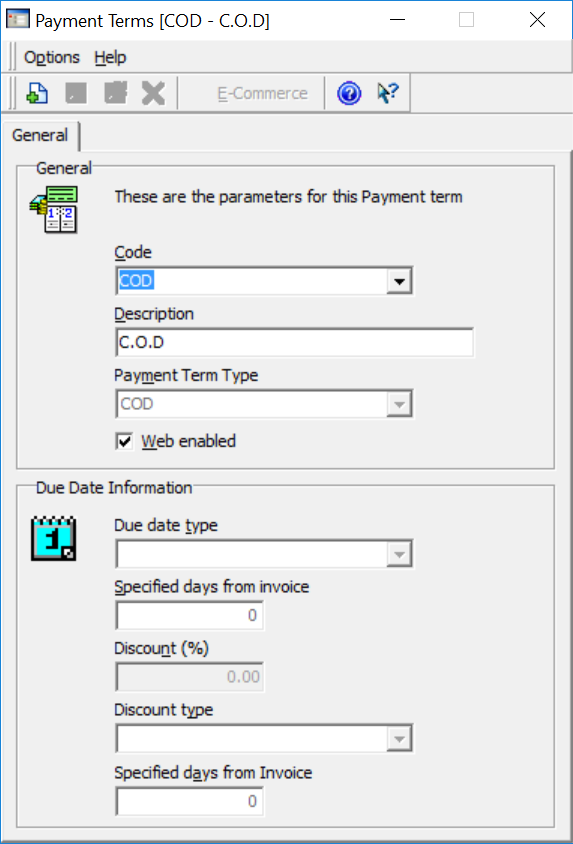 Payment Terms [COD - C.O.D]
Options Help
E-Commerce
General
General
These are the parameters for this Payment term
Code
COD
Description
C.O.D
Payment Term Type
COD
Web enabled
Due Date Information
Due date type
Specified days from invoice
0
Discount (%)
0.00
Discount type
Specified days from Invoice
0